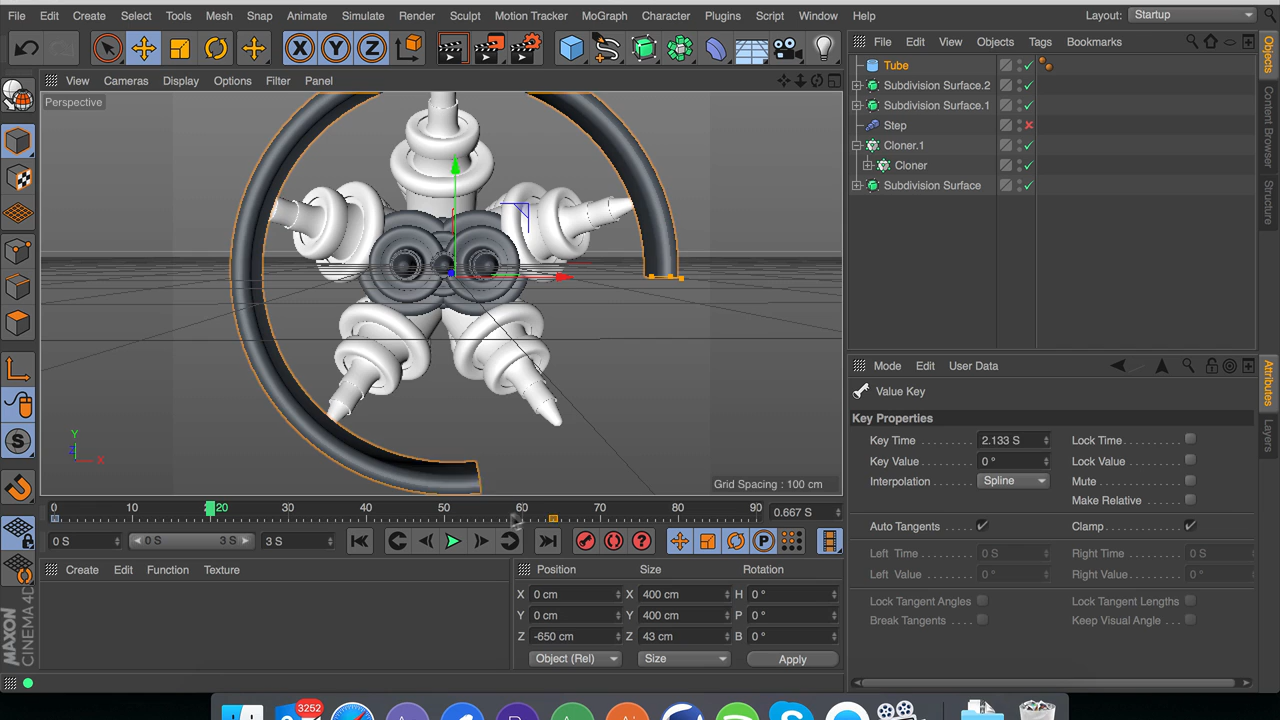 File Edit Create Select Tools Mesh Snap Animate Simulate Render Sculpt Motion Tracker MoGraph Character Plugins Script Window Help Layout: Startup
X Y Z
File Edit View Objects Tags Bookmarks
View Cameras Display Options Filter Panel
Perspective
Tube
Subdivision Surface.2
Subdivision Surface.1
Step
Cloner.1
Cloner
Subdivision Surface
Objects
Content Browser
Structure
Mode Edit User Data
Value Key
Key Properties
Key Time 2.133 S Lock Time
Key Value 0 ° Lock Value
Interpolation Spline Mute
Make Relative
Auto Tangents Clamp
Left Time 0 S Right Time 0 S
Left Value 0 ° Right Value 0 °
Lock Tangent Angles Lock Tangent Lengths
Break Tangents Keep Visual Angle
Attributes
Layers
Y
Z
X
Grid Spacing : 100 cm
0 10 20 30 40 50 60 70 80 90 0.667 S
0 S 0 S 3 S 3 S
P
Create Edit Function Texture
Position Size Rotation
X 0 cm X 400 cm H 0 °
Y 0 cm Y 400 cm P 0 °
Z -650 cm Z 43 cm B 0 °
Object (Rel) Size Apply
S
MAXON
CINEMA 4D
3252